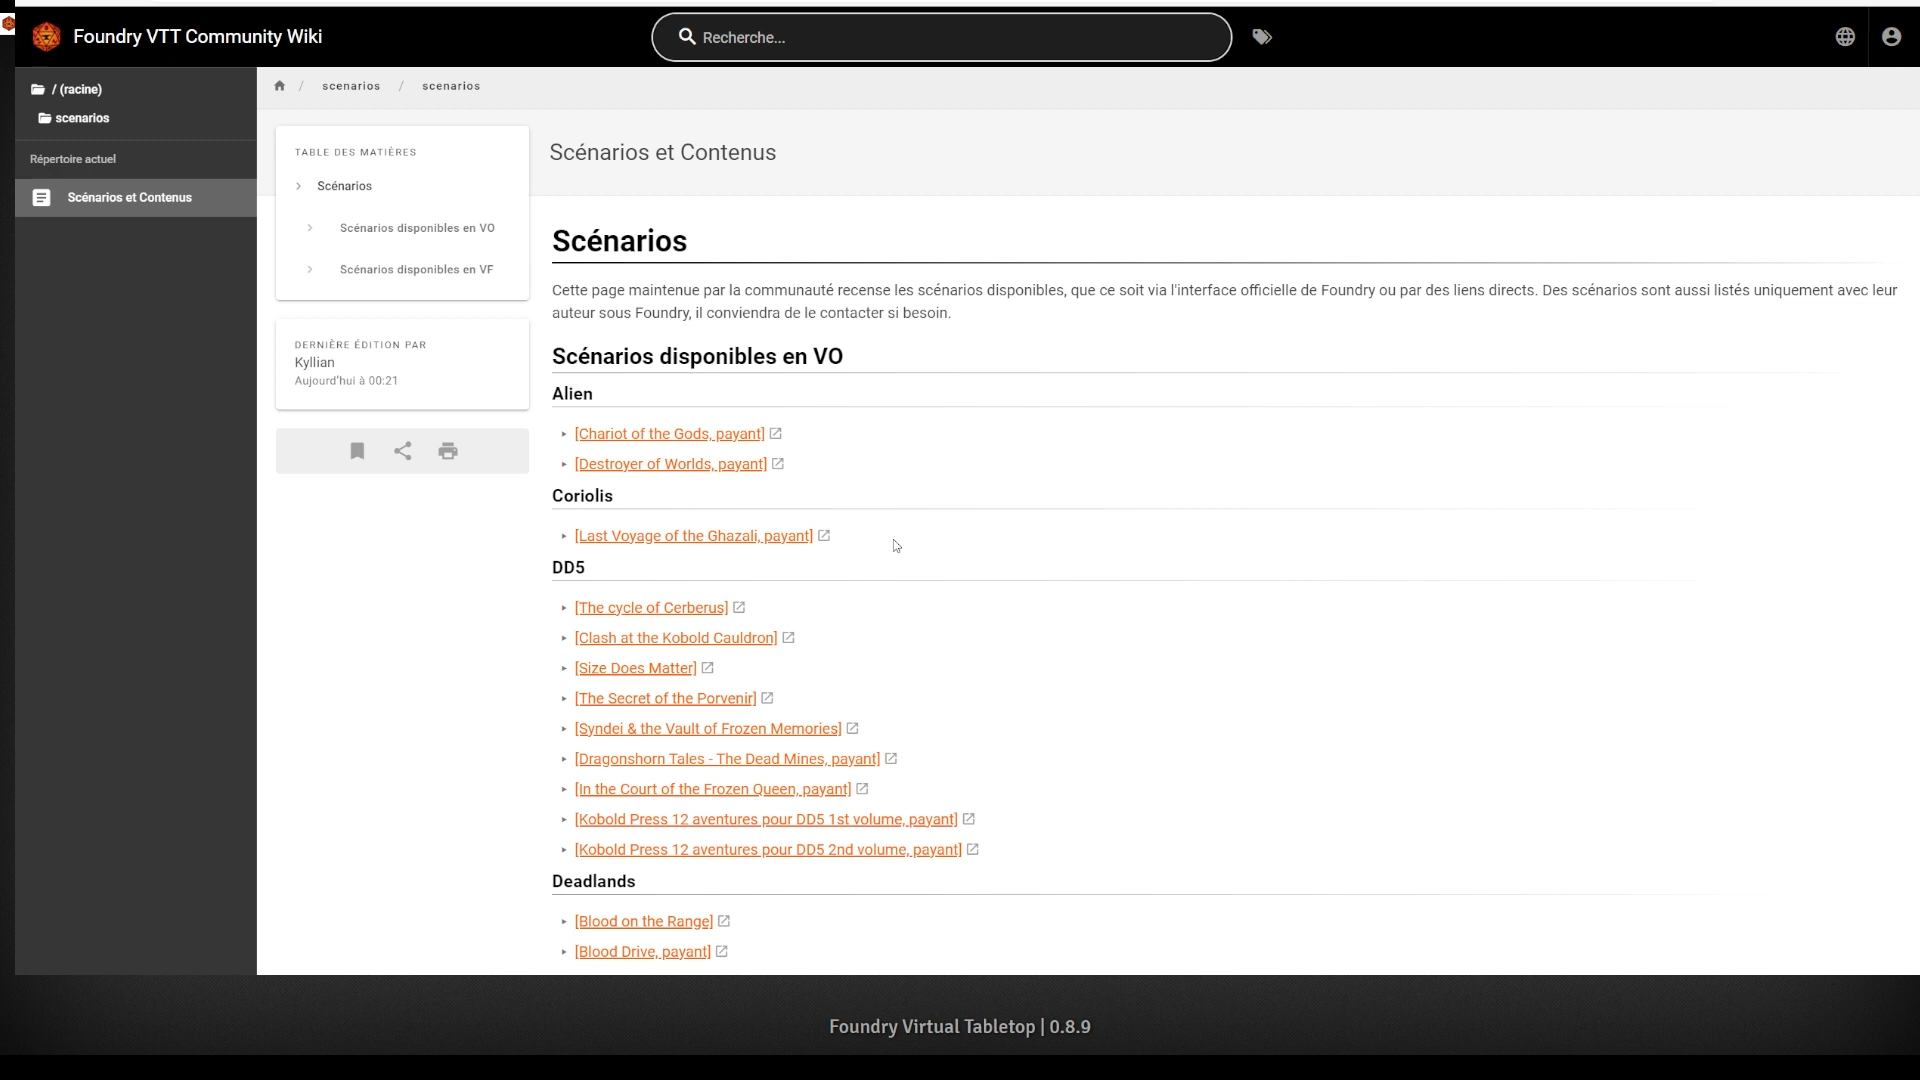 Foundry VTT Community Wiki
Recherche...
/ (racine)
scenarios
Répertoire actuel
Scénarios et Contenus
/ scenarios / scenarios
TABLE DES MATIÈRES
Scénarios
Scénarios disponibles en VO
Scénarios disponibles en VF
DERNIÈRE ÉDITION PAR
Kyllian
Aujourd'hui à 00:21
Scénarios et Contenus
Scénarios
Cette page maintenue par la communauté recense les scénarios disponibles, que ce soit via l'interface officielle de Foundry ou par des liens directs. Des scénarios sont aussi listés uniquement avec leur
auteur sous Foundry, il conviendra de le contacter si besoin.
Scénarios disponibles en VO
Alien
[Chariot of the Gods, payant]
[Destroyer of Worlds, payant]
Coriolis
[Last Voyage of the Ghazali, payant]
DD5
[The cycle of Cerberus]
[Clash at the Kobold Cauldron]
[Size Does Matter]
[The Secret of the Porvenir]
[Syndei & the Vault of Frozen Memories]
[Dragonshorn Tales - The Dead Mines, payant]
[In the Court of the Frozen Queen, payant]
[Kobold Press 12 aventures pour DD5 1st volume, payant]
[Kobold Press 12 aventures pour DD5 2nd volume, payant]
Deadlands
[Blood on the Range]
[Blood Drive, payant]
Foundry Virtual Tabletop | 0.8.9